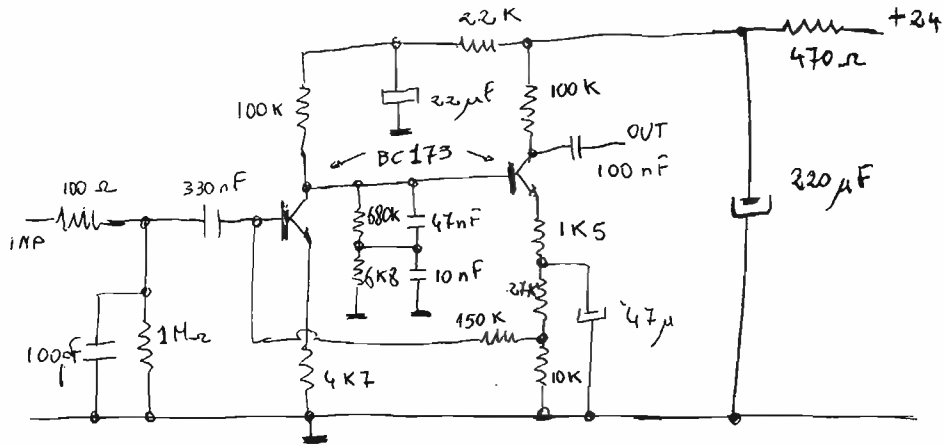 22K
+24
470Ω
100K
22µF
100K
OUT
BC173
100nF
100Ω
330nF
220µF
INP
680k
47nF
1K5
6K8
10nF
27K
150K
47µ
1MΩ
100pF
4K7
10K